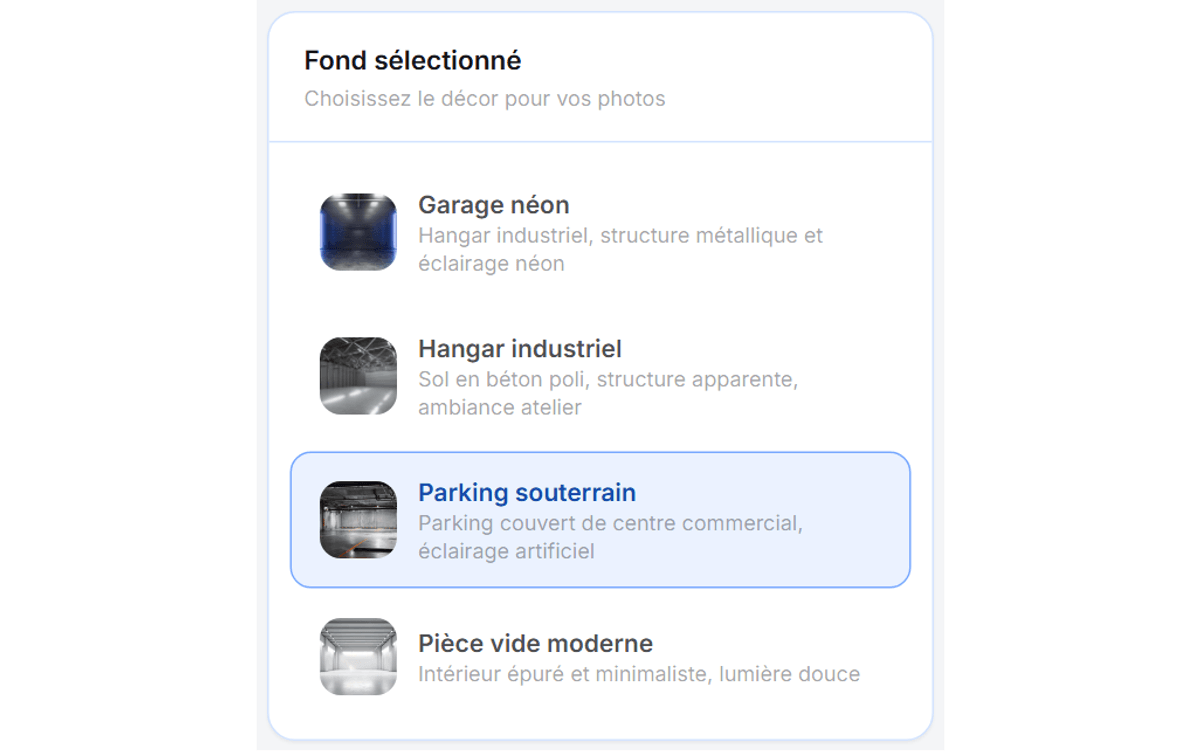 Fond sélectionné
Choisissez le décor pour vos photos
Garage néon
Hangar industriel, structure métallique et
éclairage néon
Hangar industriel
Sol en béton poli, structure apparente,
ambiance atelier
Parking souterrain
Parking couvert de centre commercial,
éclairage artificiel
Pièce vide moderne
Intérieur épuré et minimaliste, lumière douce